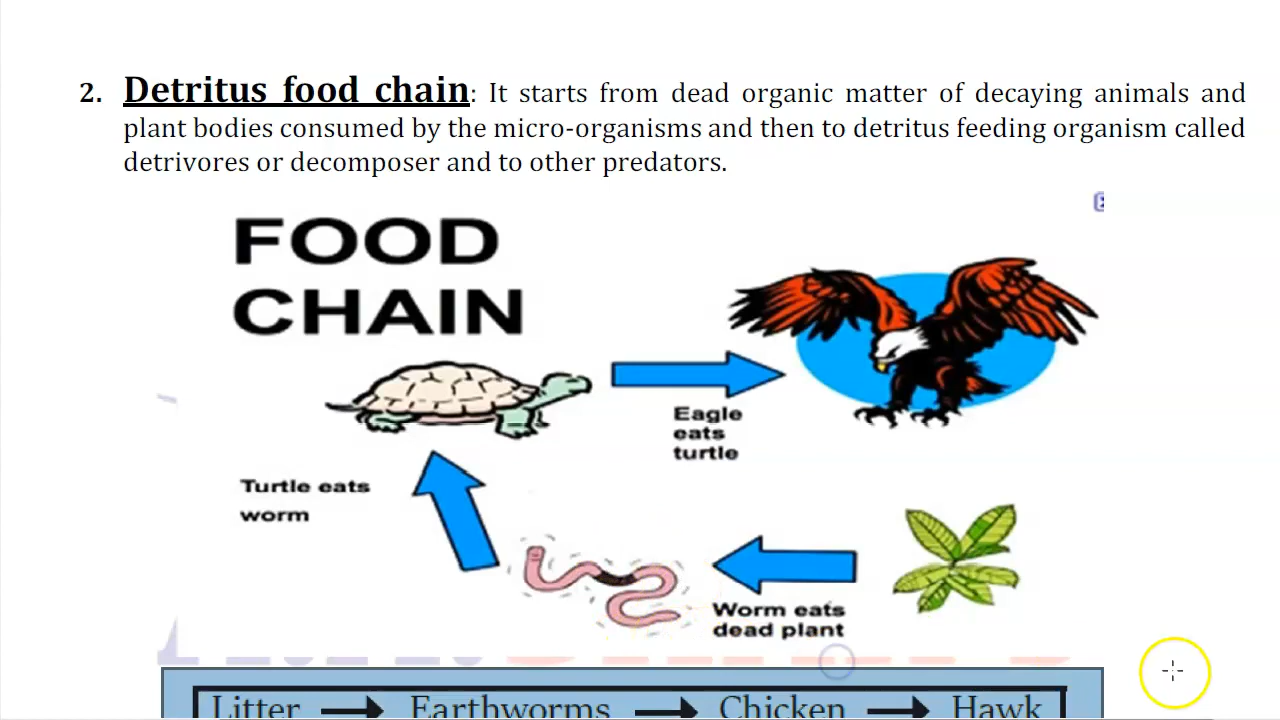 2. Detritus food chain: It starts from dead organic matter of decaying animals and
plant bodies consumed by the micro-organisms and then to detritus feeding organism called
detrivores or decomposer and to other predators.
FOOD
CHAIN
Eagle
eats
turtle
Turtle eats
worm
Worm eats
dead plant
Litter → Earthworms → Chicken → Hawk